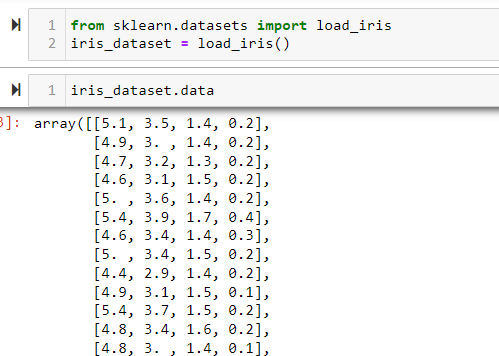 1 from sklearn.datasets import load_iris
2 iris_dataset = load_iris()
1 iris_dataset.data
]: array([[5.1, 3.5, 1.4, 0.2],
[4.9, 3. , 1.4, 0.2],
[4.7, 3.2, 1.3, 0.2],
[4.6, 3.1, 1.5, 0.2],
[5. , 3.6, 1.4, 0.2],
[5.4, 3.9, 1.7, 0.4],
[4.6, 3.4, 1.4, 0.3],
[5. , 3.4, 1.5, 0.2],
[4.4, 2.9, 1.4, 0.2],
[4.9, 3.1, 1.5, 0.1],
[5.4, 3.7, 1.5, 0.2],
[4.8, 3.4, 1.6, 0.2],
[4.8, 3. , 1.4, 0.1],